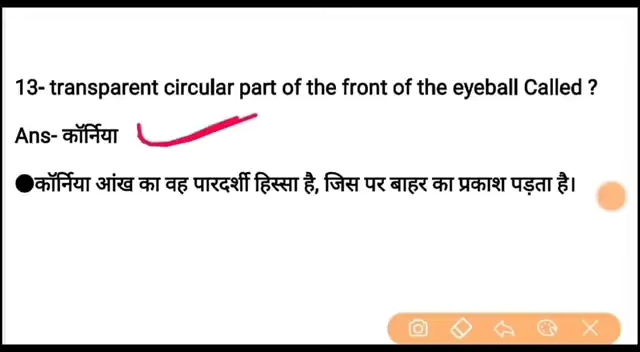 13- transparent circular part of the front of the eyeball Called ?
Ans- कॉर्निया
●कॉर्निया आंख का वह पारदर्शी हिस्सा है, जिस पर बाहर का प्रकाश पड़ता है।